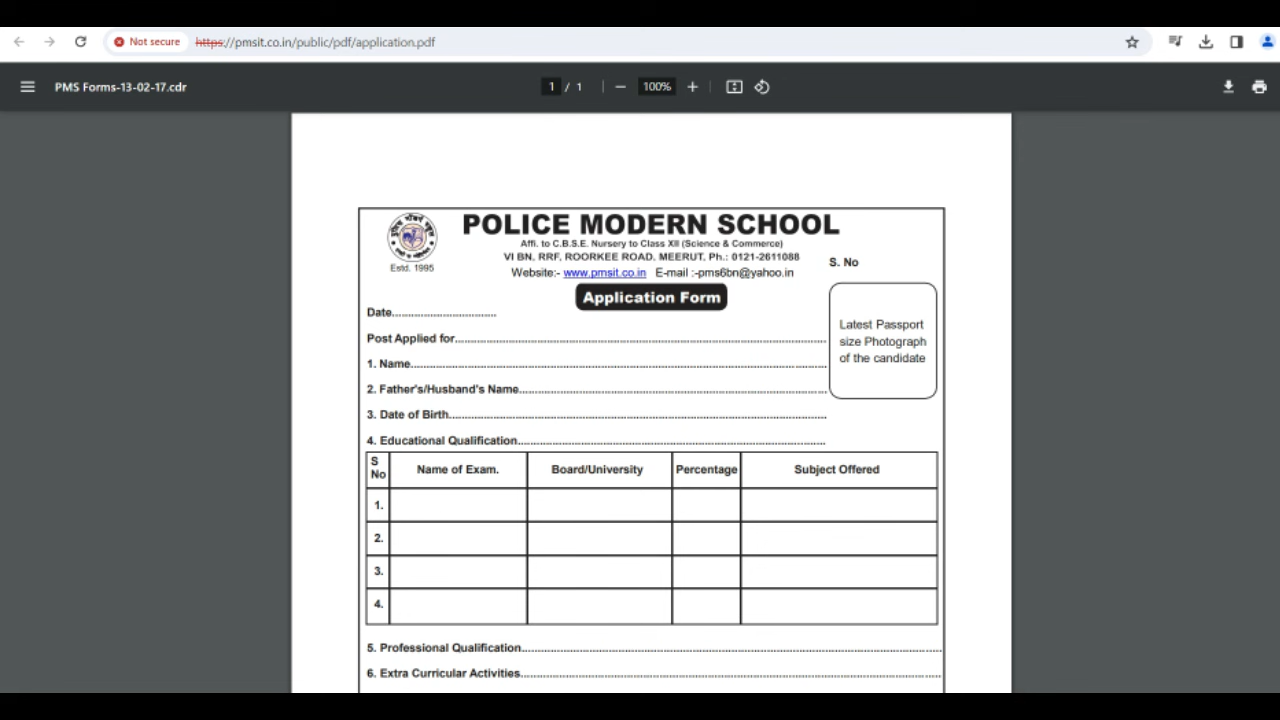 Not secure https://pmsit.co.in/public/pdf/application.pdf
PMS Forms-13-02-17.cdr 1 / 1 100%
POLICE MODERN SCHOOL
Affi. to C.B.S.E. Nursery to Class XII (Science & Commerce)
VI BN. RRF, ROORKEE ROAD, MEERUT. Ph.: 0121-2611088
Estd. 1995
Website:- www.pmsit.co.in E-mail :-pms6bn@yahoo.in
S. No
Application Form
Latest Passport
size Photograph
of the candidate
Date
Post Applied for
1. Name
2. Father's/Husband's Name
3. Date of Birth
4. Educational Qualification
S No Name of Exam. Board/University Percentage Subject Offered
1.
2.
3.
4.
5. Professional Qualification
6. Extra Curricular Activities